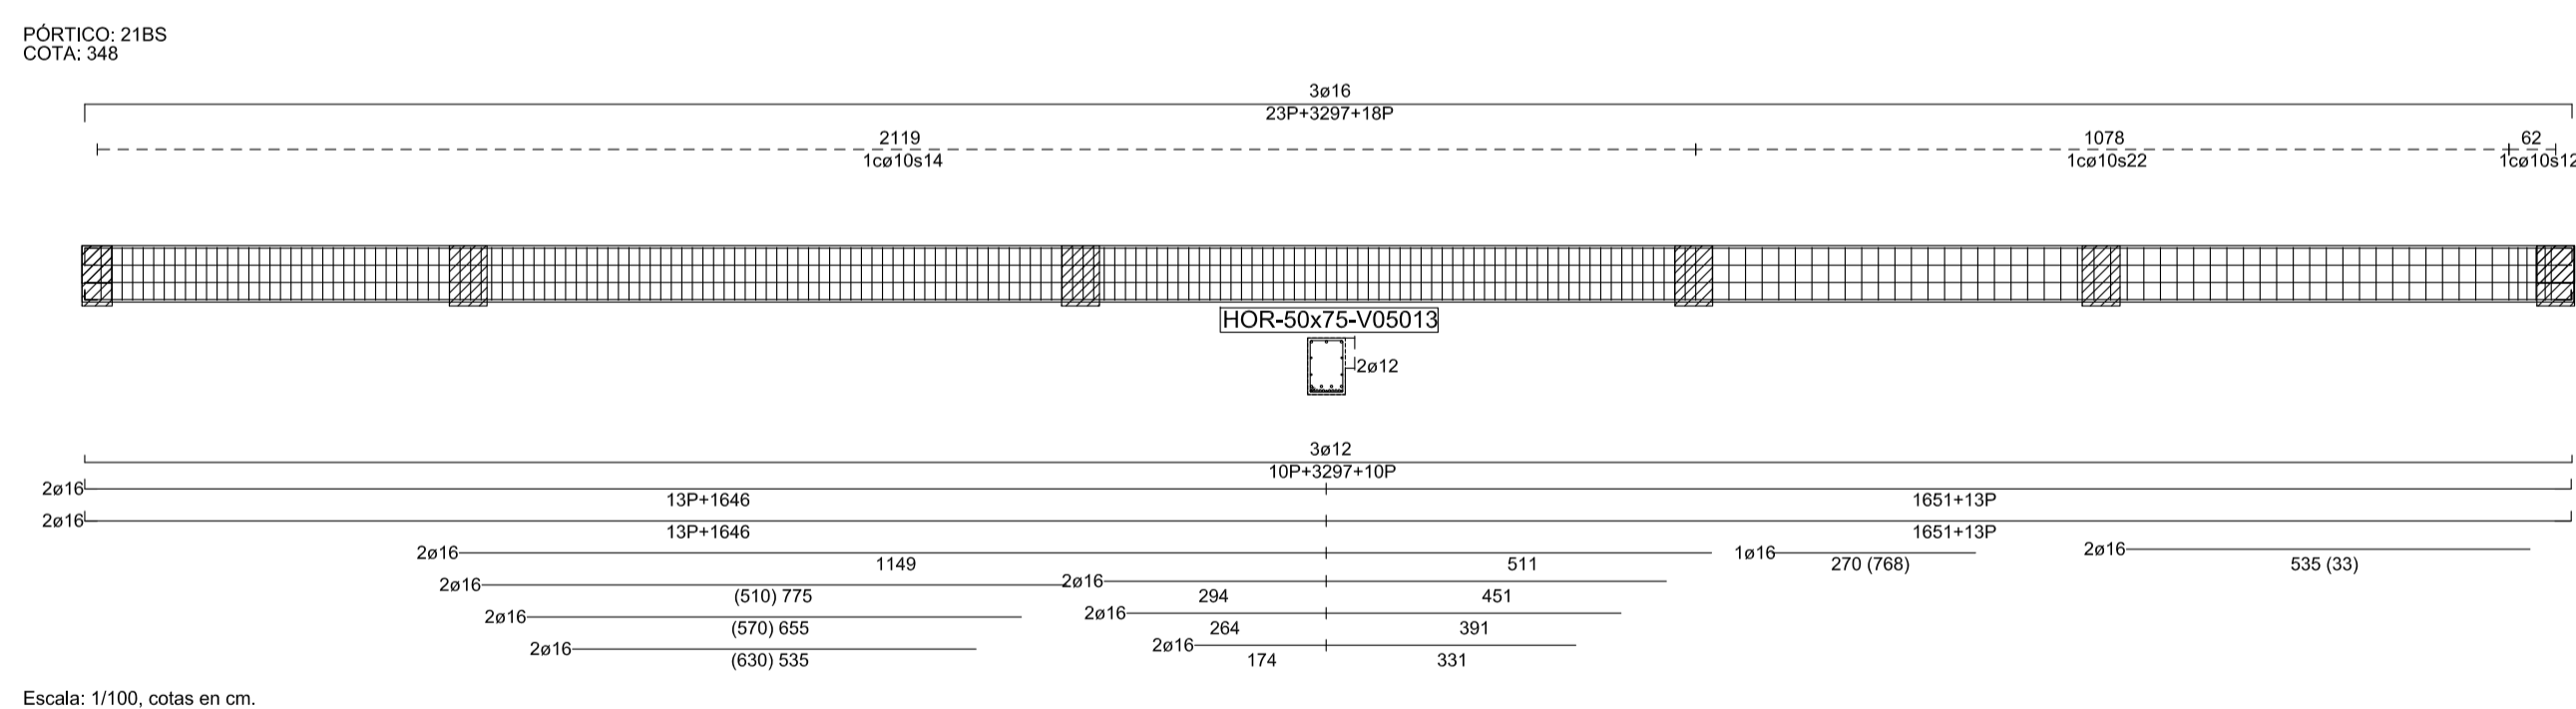 PÓRTICO: 21BS
COTA: 348
3ø16
23P+3297+18P
2119
1cø10s14
1078
1cø10s22
62
1cø10s12
HOR-50x75-V05013
2ø12
3ø12
10P+3297+10P
2ø16
13P+1646
1651+13P
2ø16
13P+1646
1651+13P
2ø16
1149
511
1ø16
270 (768)
2ø16
535 (33)
2ø16
(510) 775
2ø16
294
451
2ø16
(570) 655
2ø16
264
391
2ø16
(630) 535
2ø16
174
331
Escala: 1/100, cotas en cm.